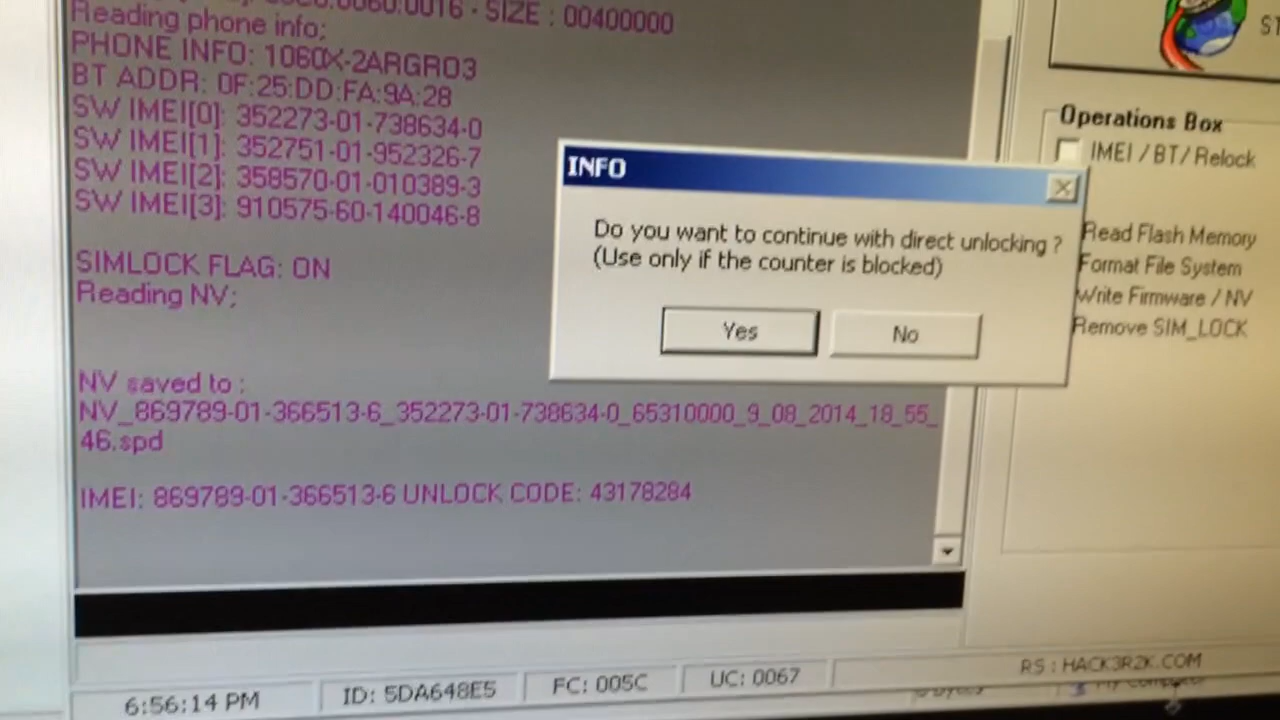 0060:0016 - SIZE : 00400000
Reading phone info;
PHONE INFO: 1060X-2ARGR03
BT ADDR: 0F:25:DD:FA:9A:28
SW IMEI[0]: 352273-01-738634-0
SW IMEI[1]: 352751-01-952326-7
SW IMEI[2]: 358570-01-010389-3
SW IMEI[3]: 910575-60-140046-8
SIMLOCK FLAG: ON
Reading NV;
NV saved to :
NV_869789-01-366513-6_352273-01-738634-0_65310000_9_08_2014_18_55_
46.spd
IMEI: 869789-01-366513-6 UNLOCK CODE: 43178284
INFO
Do you want to continue with direct unlocking ?
(Use only if the counter is blocked)
Yes
No
Operations Box
IMEI / BT / Relock
Read Flash Memory
Format File System
Write Firmware / NV
Remove SIM_LOCK
6:56:14 PM
ID: 5DA648E5
FC: 005C
UC: 0067
RS : HACK3R2K.COM